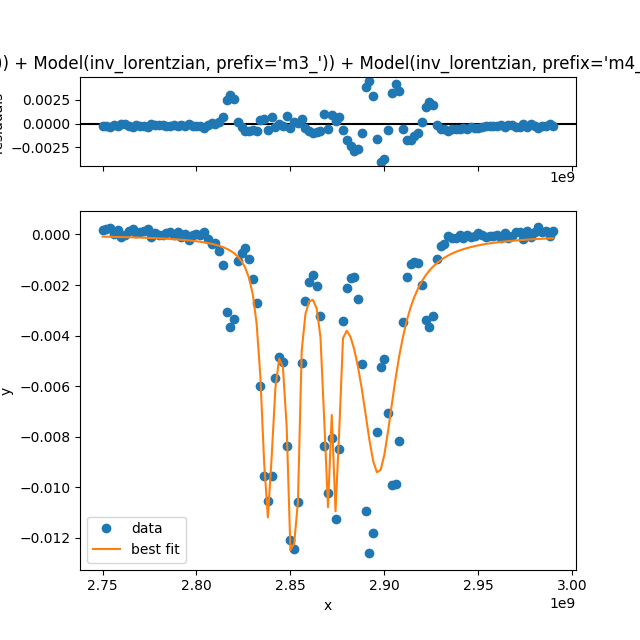 )) + Model(inv_lorentzian, prefix='m3_')) + Model(inv_lorentzian, prefix='m4_
0.0025
0.0000
−0.0025
1e9
0.000
−0.002
−0.004
−0.006
−0.008
−0.010
−0.012
y
data
best fit
2.75
2.80
2.85
2.90
2.95
3.00
x
1e9